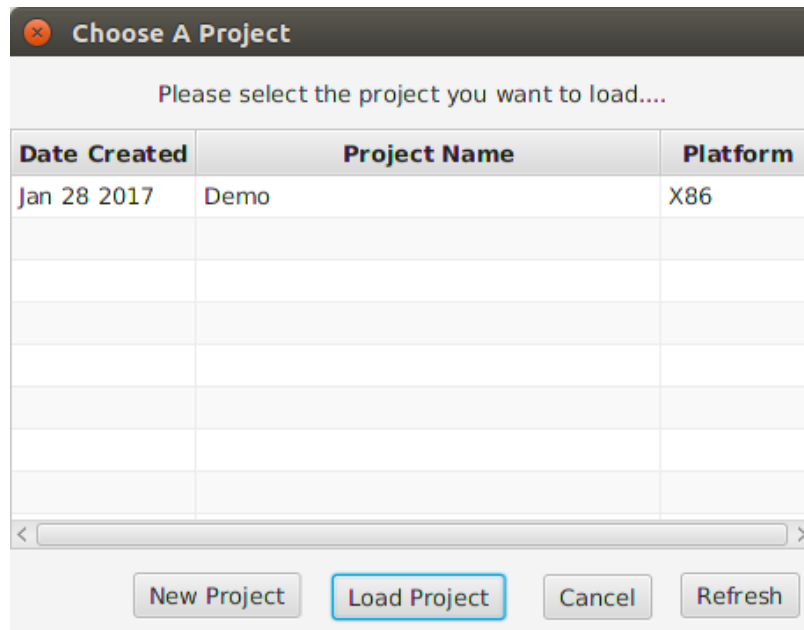 Choose A Project
Please select the project you want to load....
Date Created Project Name Platform
Jan 28 2017 Demo X86
New Project Load Project Cancel Refresh